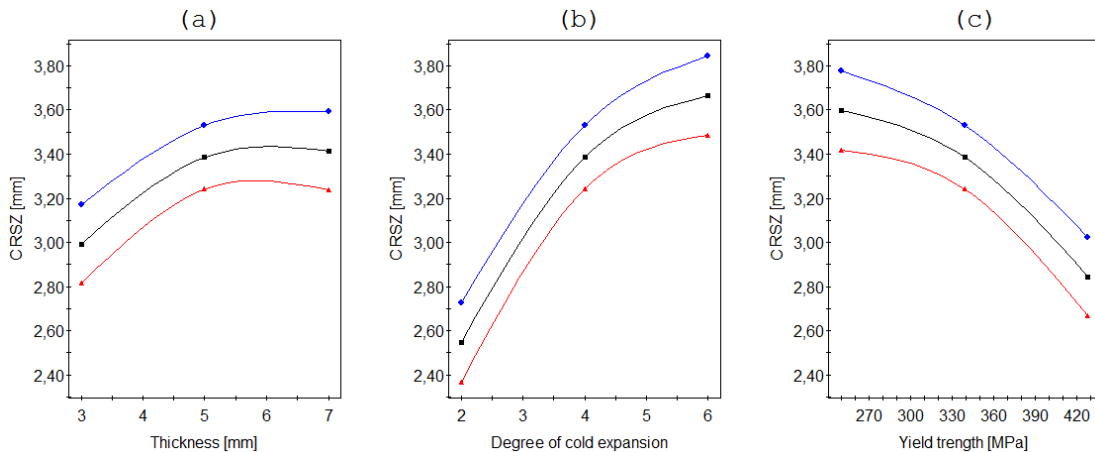 (a)
3,80
3,60
3,40
3,20
3,00
2,80
2,60
2,40
CRSZ [mm]
3 4 5 6 7
Thickness [mm]
(b)
3,80
3,60
3,40
3,20
3,00
2,80
2,60
2,40
CRSZ [mm]
2 3 4 5 6
Degree of cold expansion
(c)
3,80
3,60
3,40
3,20
3,00
2,80
2,60
2,40
CRSZ [mm]
270 300 330 360 390 420
Yield trength [MPa]